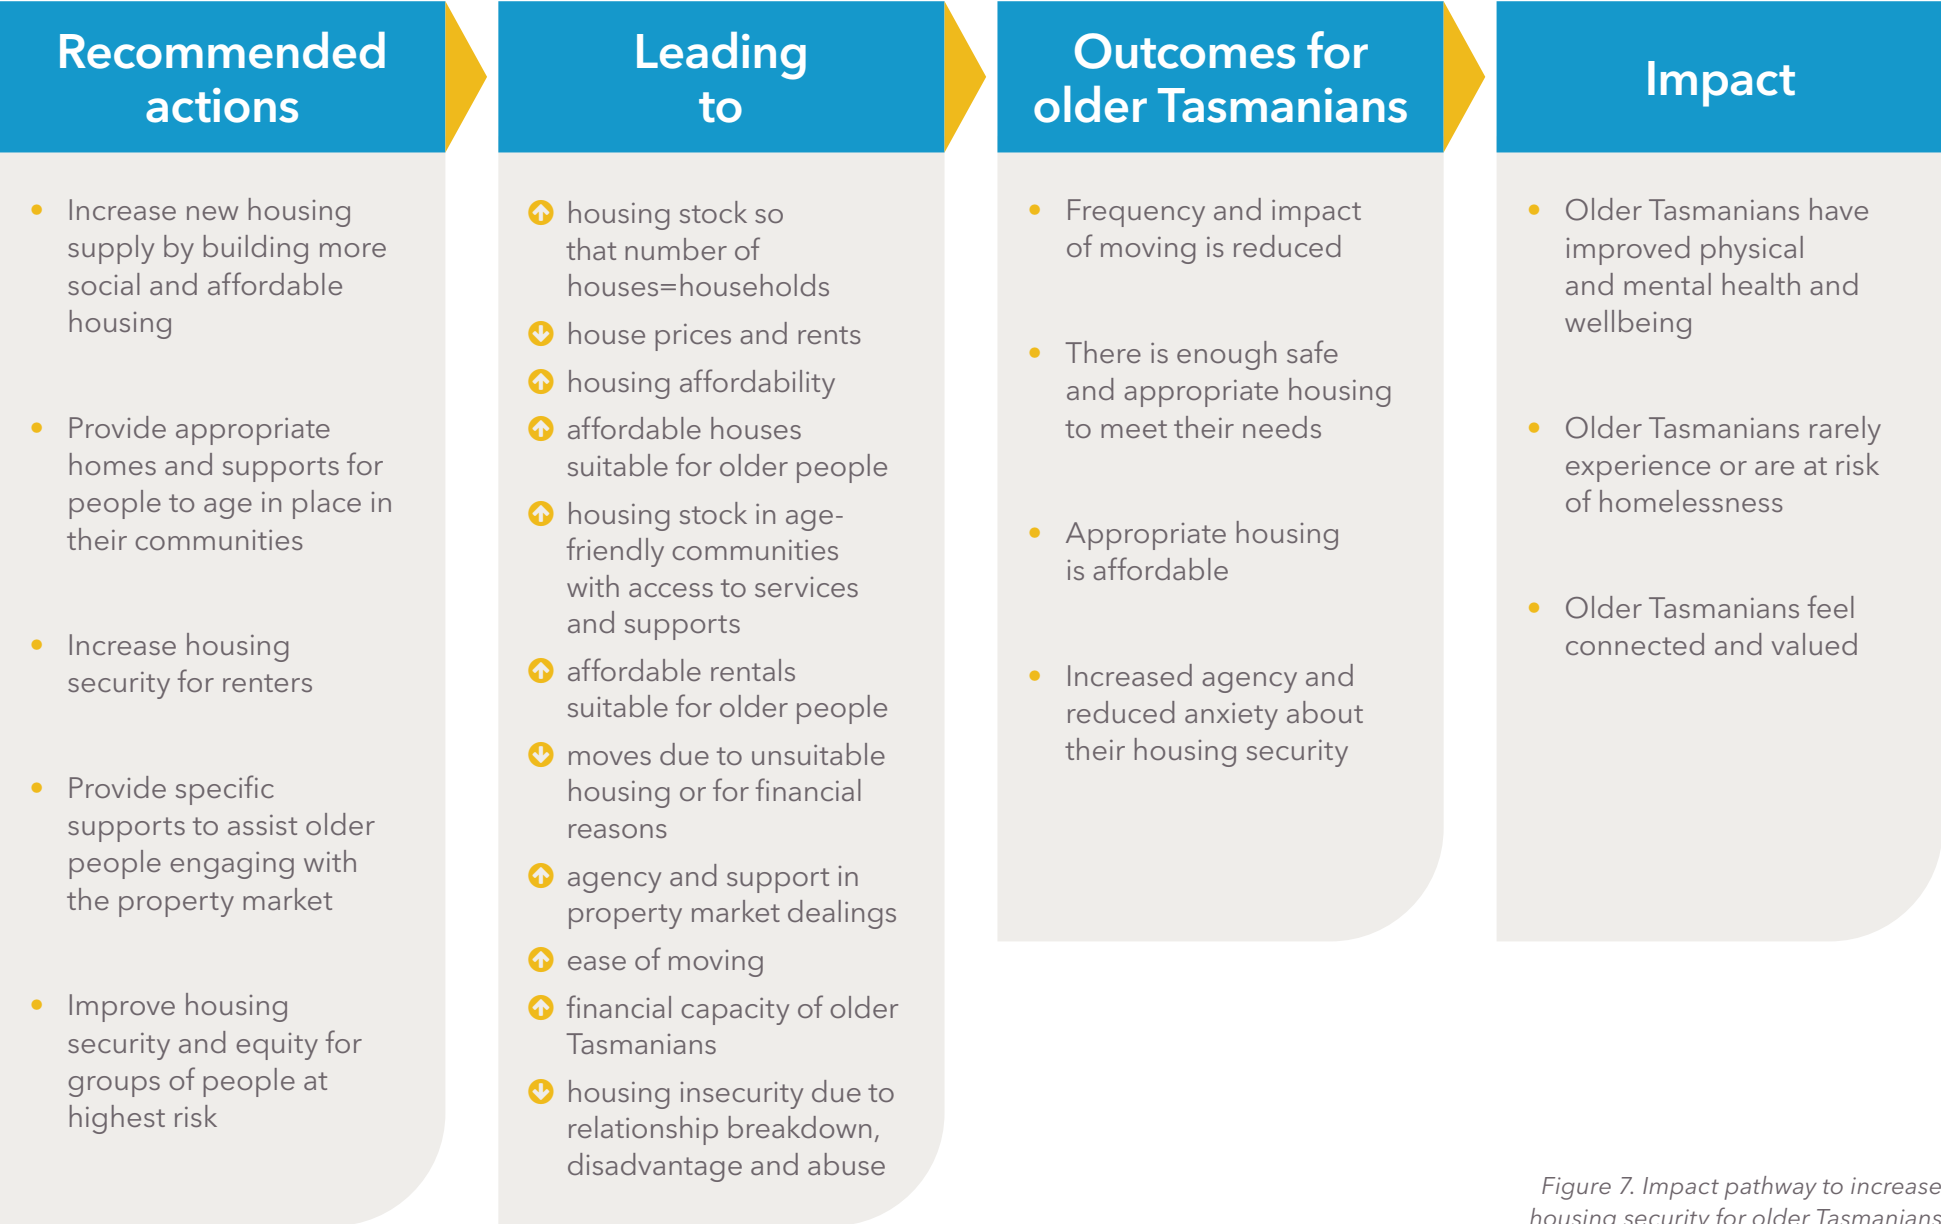 Recommended
actions
Leading
to
Outcomes for
older Tasmanians
Impact
• Increase new housing
supply by building more
social and affordable
housing
• Provide appropriate
homes and supports for
people to age in place in
their communities
• Increase housing
security for renters
• Provide specific
supports to assist older
people engaging with
the property market
• Improve housing
security and equity for
groups of people at
highest risk
housing stock so
that number of
houses=households
house prices and rents
housing affordability
affordable houses
suitable for older people
housing stock in age-
friendly communities
with access to services
and supports
affordable rentals
suitable for older people
moves due to unsuitable
housing or for financial
reasons
agency and support in
property market dealings
ease of moving
financial capacity of older
Tasmanians
housing insecurity due to
relationship breakdown,
disadvantage and abuse
• Frequency and impact
of moving is reduced
• There is enough safe
and appropriate housing
to meet their needs
• Appropriate housing
is affordable
• Increased agency and
reduced anxiety about
their housing security
• Older Tasmanians have
improved physical
and mental health and
wellbeing
• Older Tasmanians rarely
experience or are at risk
of homelessness
• Older Tasmanians feel
connected and valued
Figure 7. Impact pathway to increase
housing security for older Tasmanians